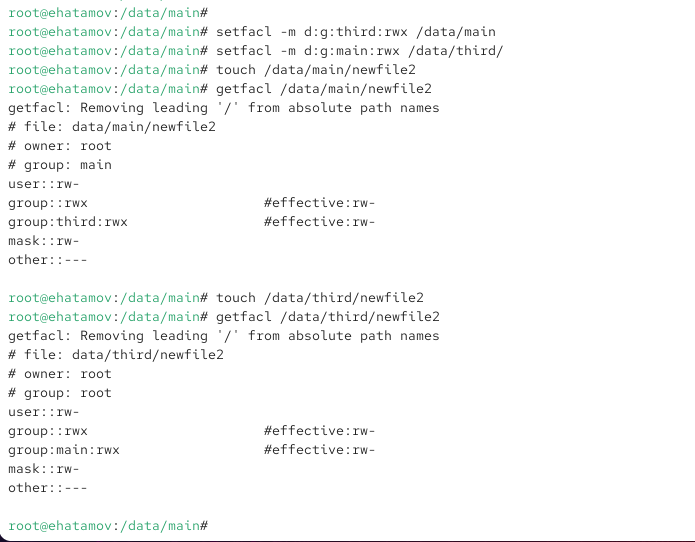 root@ehatamov:/data/main#
root@ehatamov:/data/main# setfacl -m d:g:third:rwx /data/main
root@ehatamov:/data/main# setfacl -m d:g:main:rwx /data/third/
root@ehatamov:/data/main# touch /data/main/newfile2
root@ehatamov:/data/main# getfacl /data/main/newfile2
getfacl: Removing leading '/' from absolute path names
# file: data/main/newfile2
# owner: root
# group: main
user::rw-
group::rwx                      #effective:rw-
group:third:rwx                 #effective:rw-
mask::rw-
other::---

root@ehatamov:/data/main# touch /data/third/newfile2
root@ehatamov:/data/main# getfacl /data/third/newfile2
getfacl: Removing leading '/' from absolute path names
# file: data/third/newfile2
# owner: root
# group: root
user::rw-
group::rwx                      #effective:rw-
group:main:rwx                  #effective:rw-
mask::rw-
other::---

root@ehatamov:/data/main#